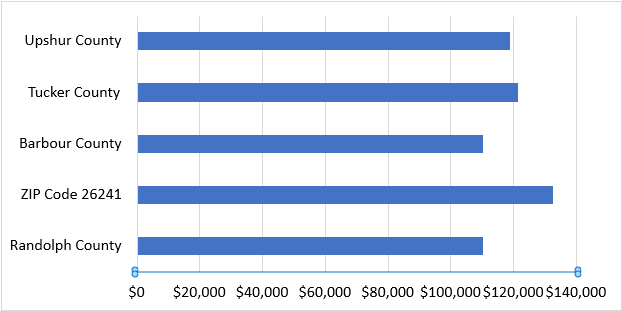 Upshur County
Tucker County
Barbour County
ZIP Code 26241
Randolph County
$0 $20,000 $40,000 $60,000 $80,000 $100,000 $120,000 $140,000